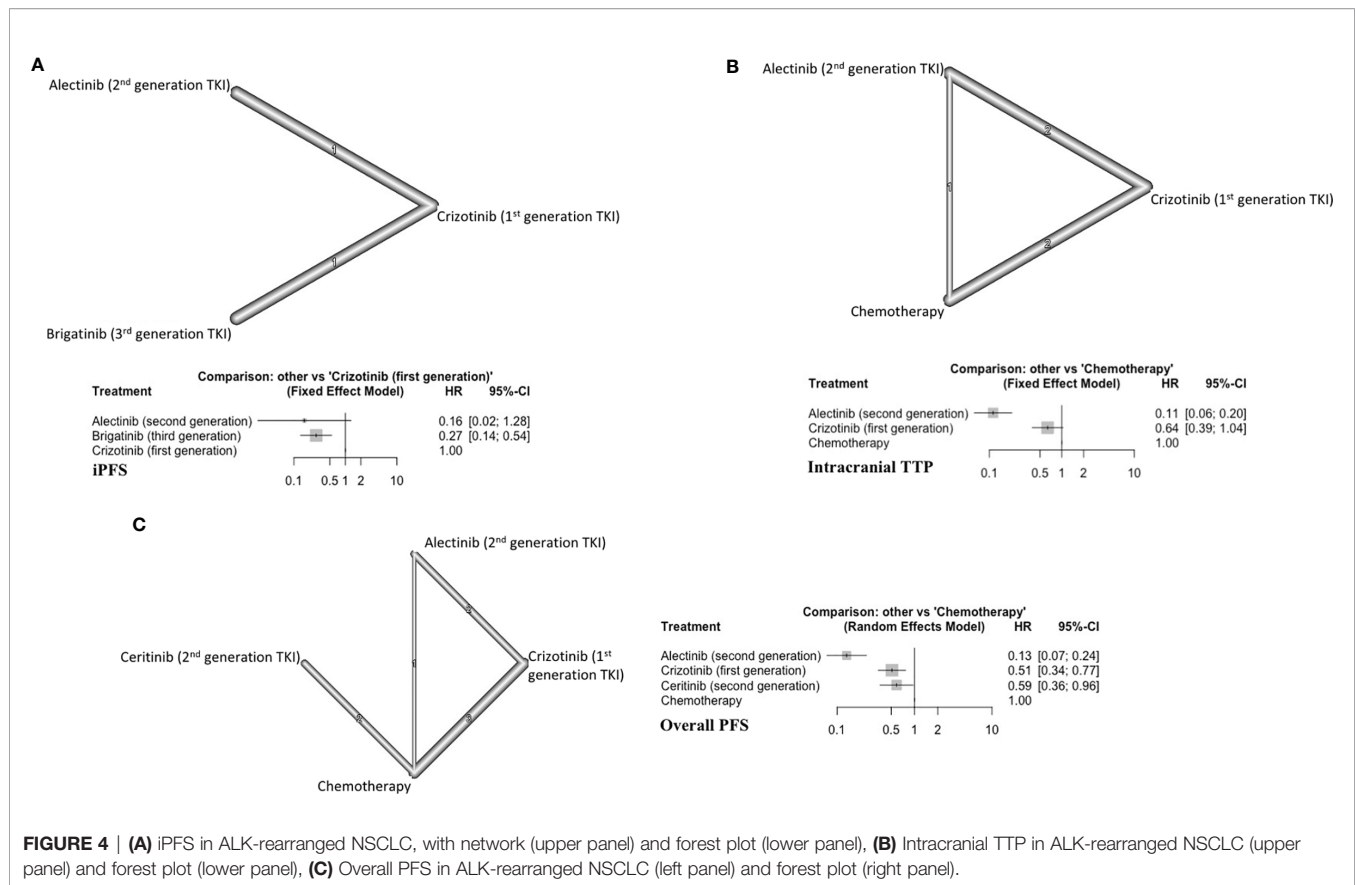 A
Alectinib (2nd generation TKI)
1
Crizotinib (1st generation TKI)
1
Brigatinib (3rd generation TKI)
Comparison: other vs 'Crizotinib (first generation)'
Treatment (Fixed Effect Model) HR 95%-CI
Alectinib (second generation) 0.16 [0.02; 1.28]
Brigatinib (third generation) 0.27 [0.14; 0.54]
Crizotinib (first generation) 1.00
iPFS
0.1 0.5 1 2 10
B
Alectinib (2nd generation TKI)
2
1
Crizotinib (1st generation TKI)
2
Chemotherapy
Comparison: other vs 'Chemotherapy'
Treatment (Fixed Effect Model) HR 95%-CI
Alectinib (second generation) 0.11 [0.06; 0.20]
Crizotinib (first generation) 0.64 [0.39; 1.04]
Chemotherapy 1.00
Intracranial TTP
0.1 0.5 1 2 10
C
Alectinib (2nd generation TKI)
Ceritinib (2nd generation TKI)
1
Crizotinib (1st
generation TKI)
Chemotherapy
Comparison: other vs 'Chemotherapy'
Treatment (Random Effects Model) HR 95%-CI
Alectinib (second generation) 0.13 [0.07; 0.24]
Crizotinib (first generation) 0.51 [0.34; 0.77]
Ceritinib (second generation) 0.59 [0.36; 0.96]
Chemotherapy 1.00
Overall PFS
0.1 0.5 1 2 10
FIGURE 4 | (A) iPFS in ALK-rearranged NSCLC, with network (upper panel) and forest plot (lower panel), (B) Intracranial TTP in ALK-rearranged NSCLC (upper
panel) and forest plot (lower panel), (C) Overall PFS in ALK-rearranged NSCLC (left panel) and forest plot (right panel).